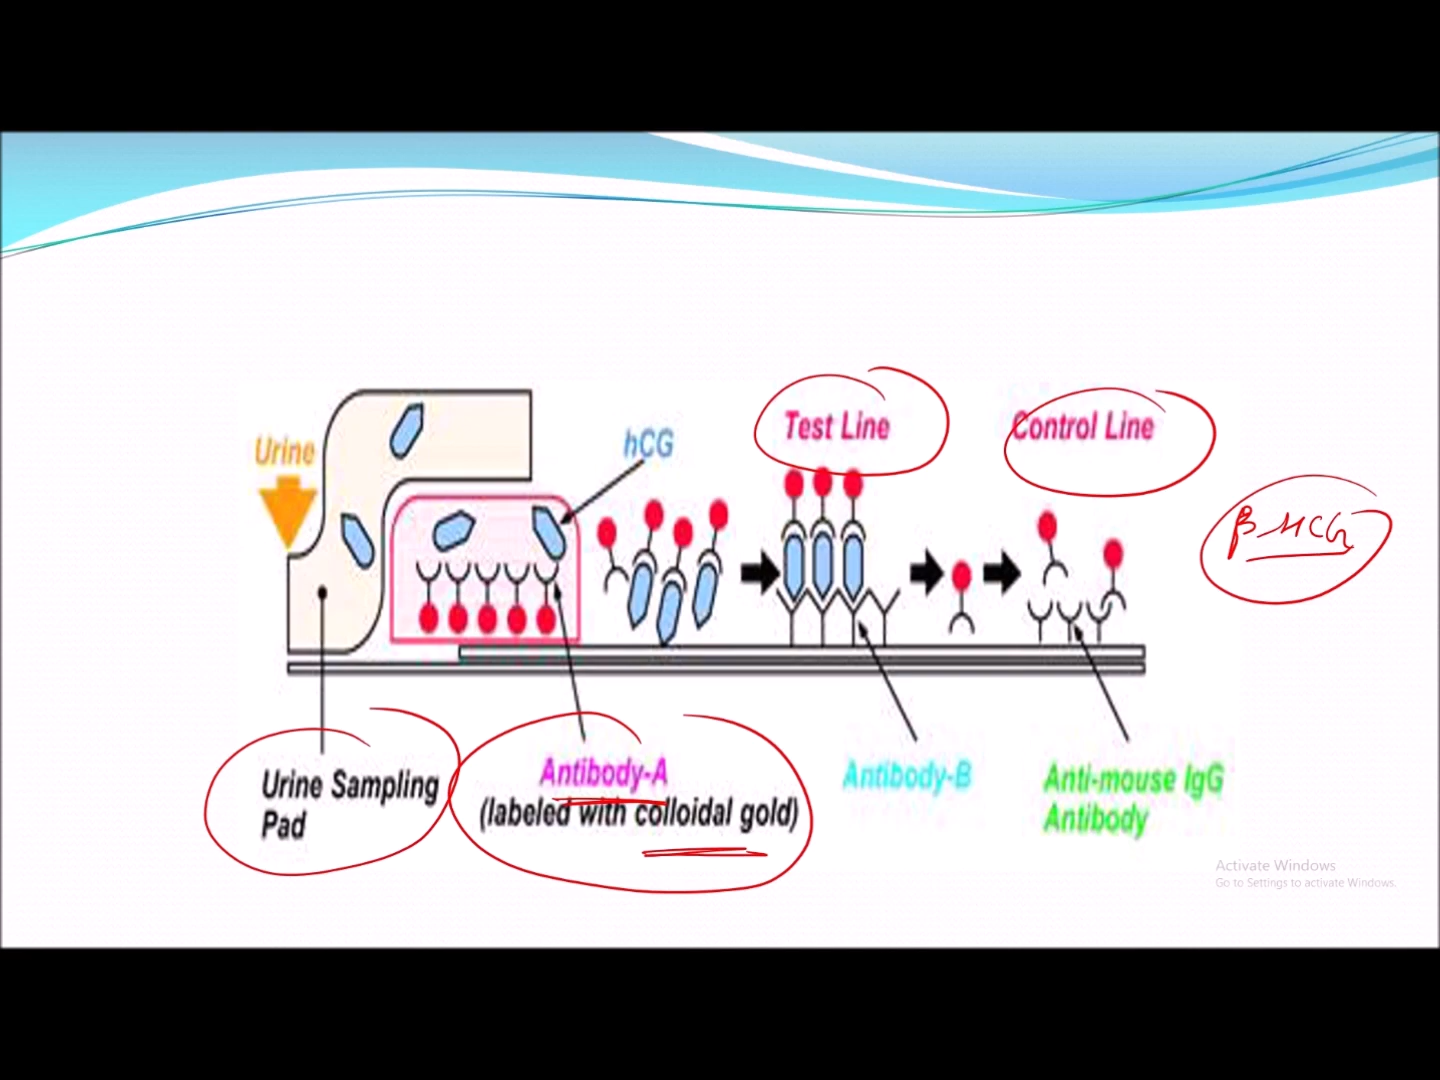 Urine
hCG
Test Line
Control Line
β HCG
Urine Sampling
Pad
Antibody-A
(labeled with colloidal gold)
Antibody-B
Anti-mouse IgG
Antibody
Activate Windows
Go to Settings to activate Windows.